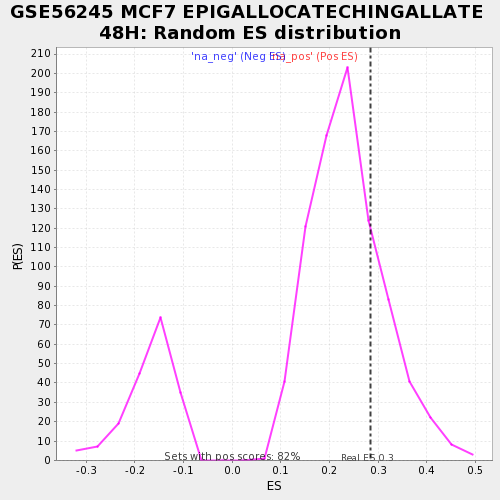 GSE56245 MCF7 EPIGALLOCATECHINGALLATE
48H: Random ES distribution
'na_neg' (Neg ES) na_pos' (Pos ES)
210
200
190
180
170
160
150
140
130
120
110
100
90
80
70
60
50
40
30
20
10
0
P(ES)
Sets with pos scores: 82%
Real ES 0.3
-0.3 -0.2 -0.1 0.0 0.1 0.2 0.3 0.4 0.5
ES